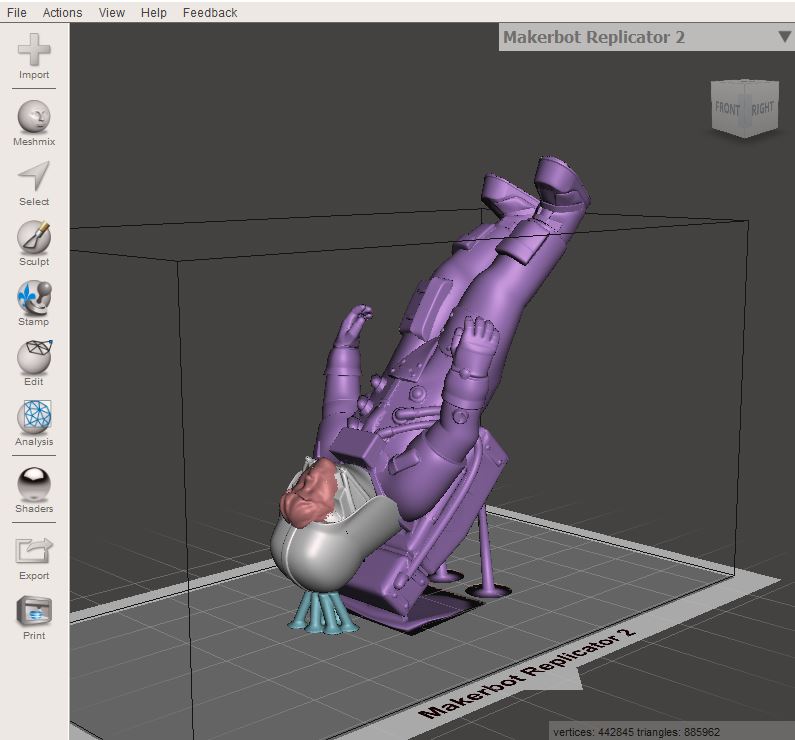 File Actions View Help Feedback
Makerbot Replicator 2
Import
FRONT RIGHT
Meshmix
Select
Sculpt
Stamp
Edit
Analysis
Shaders
Export
Print
Makerbot Replicator 2
vertices: 442845 triangles: 885962